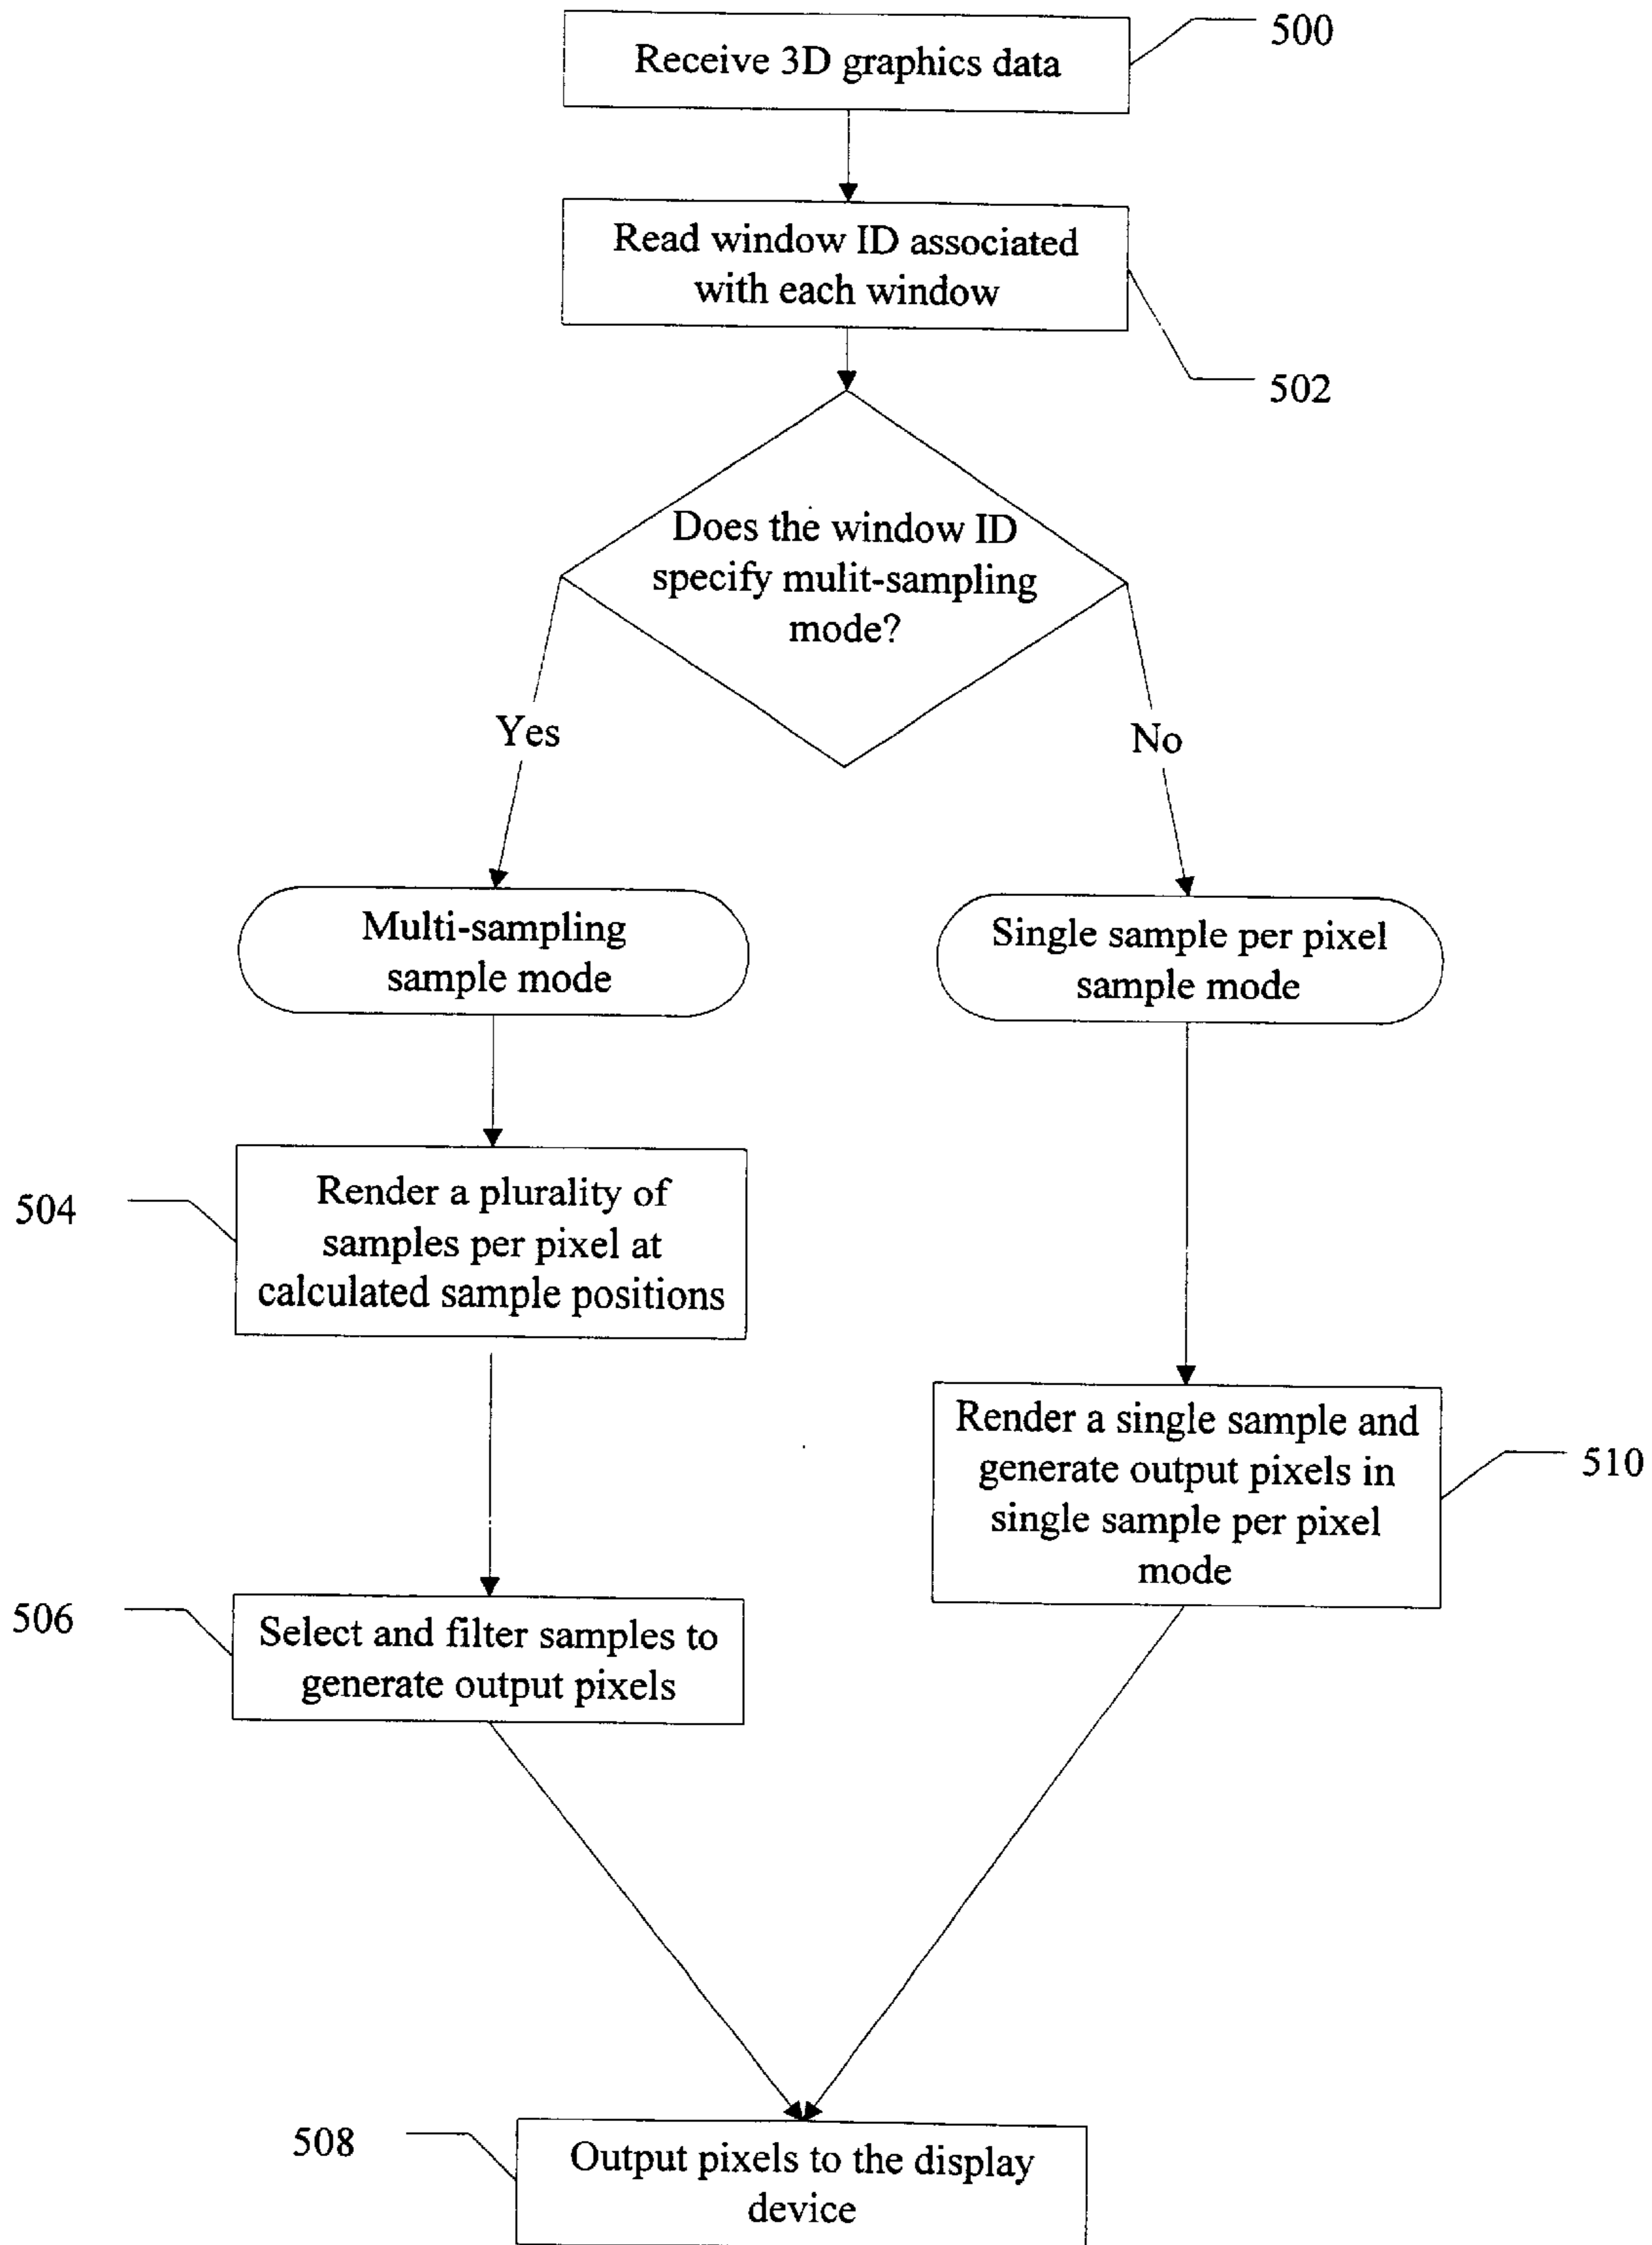 Receive 3D graphics data
500
Read window ID associated
with each window
502
Does the window ID
specify mulit-sampling
mode?
Yes
No
Multi-sampling
sample mode
Single sample per pixel
sample mode
504
Render a plurality of
samples per pixel at
calculated sample positions
Render a single sample and
generate output pixels in
single sample per pixel
mode
510
506
Select and filter samples to
generate output pixels
508
Output pixels to the display
device